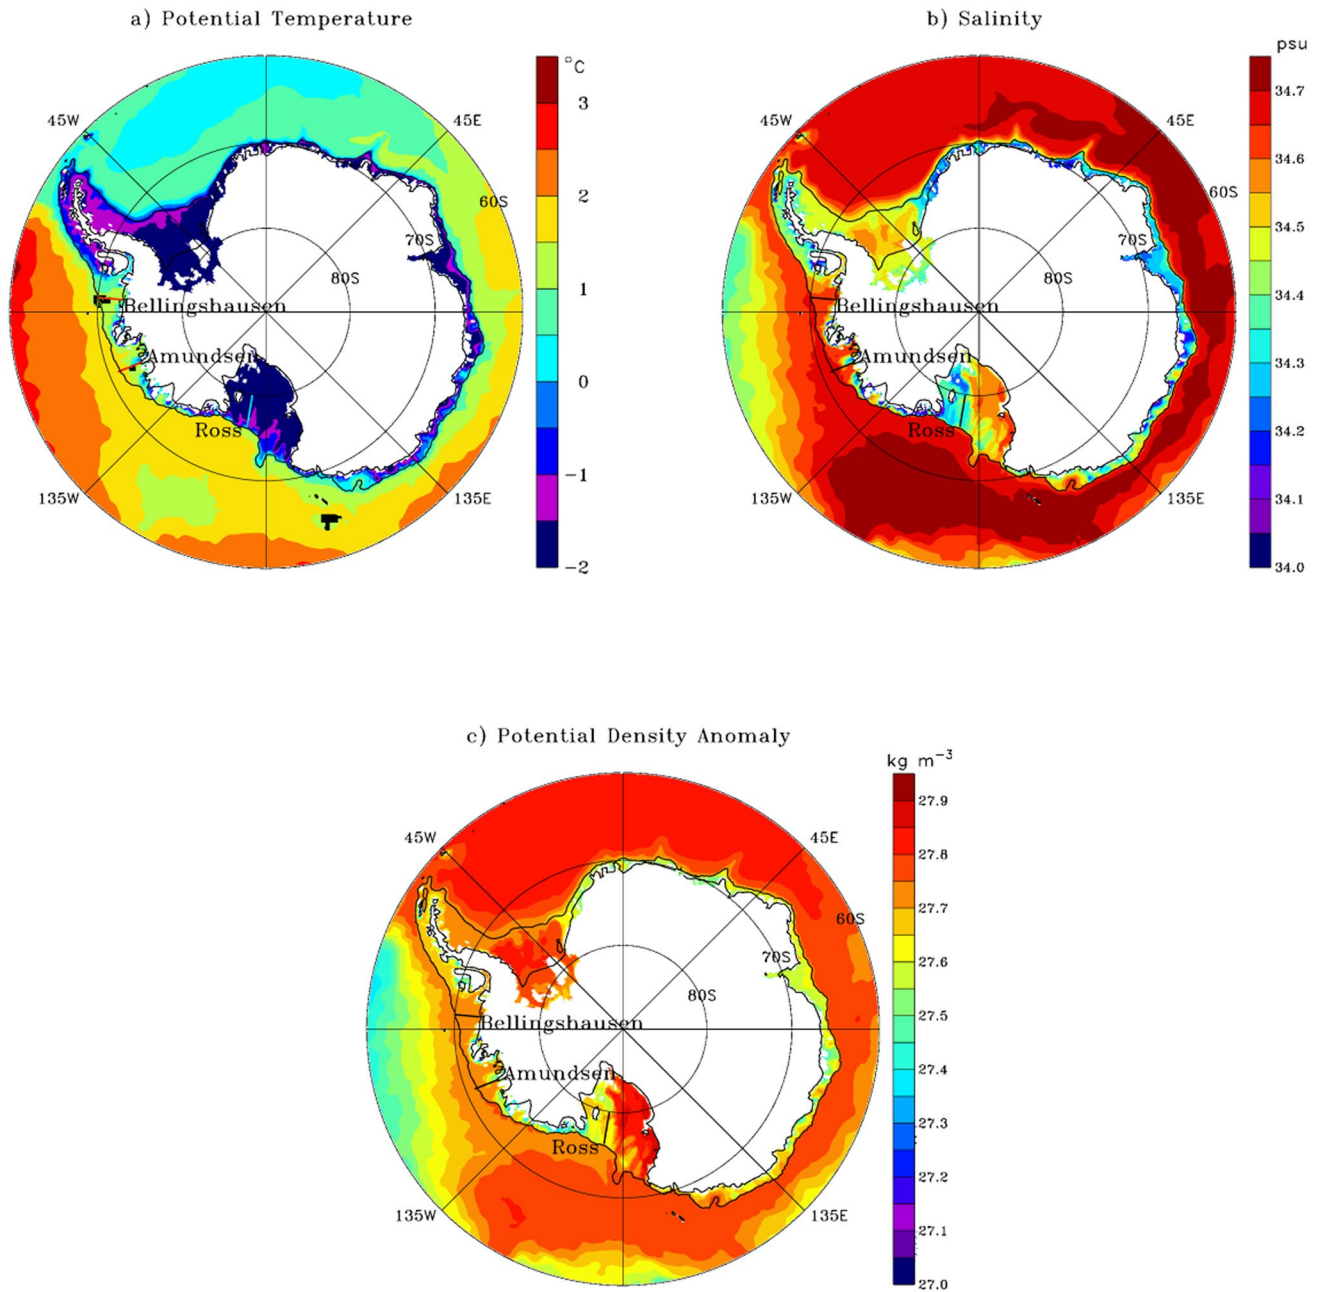 a) Potential Temperature
°C
3
2
1
0
−1
−2
45W
45E
60S
70S
80S
Bellingshausen
Amundsen
Ross
135W
135E
b) Salinity
psu
34.7
34.6
34.5
34.4
34.3
34.2
34.1
34.0
45W
45E
60S
70S
80S
Bellingshausen
Amundsen
Ross
135W
135E
c) Potential Density Anomaly
kg m⁻³
27.9
27.8
27.7
27.6
27.5
27.4
27.3
27.2
27.1
27.0
45W
45E
60S
70S
80S
Bellingshausen
Amundsen
Ross
135W
135E